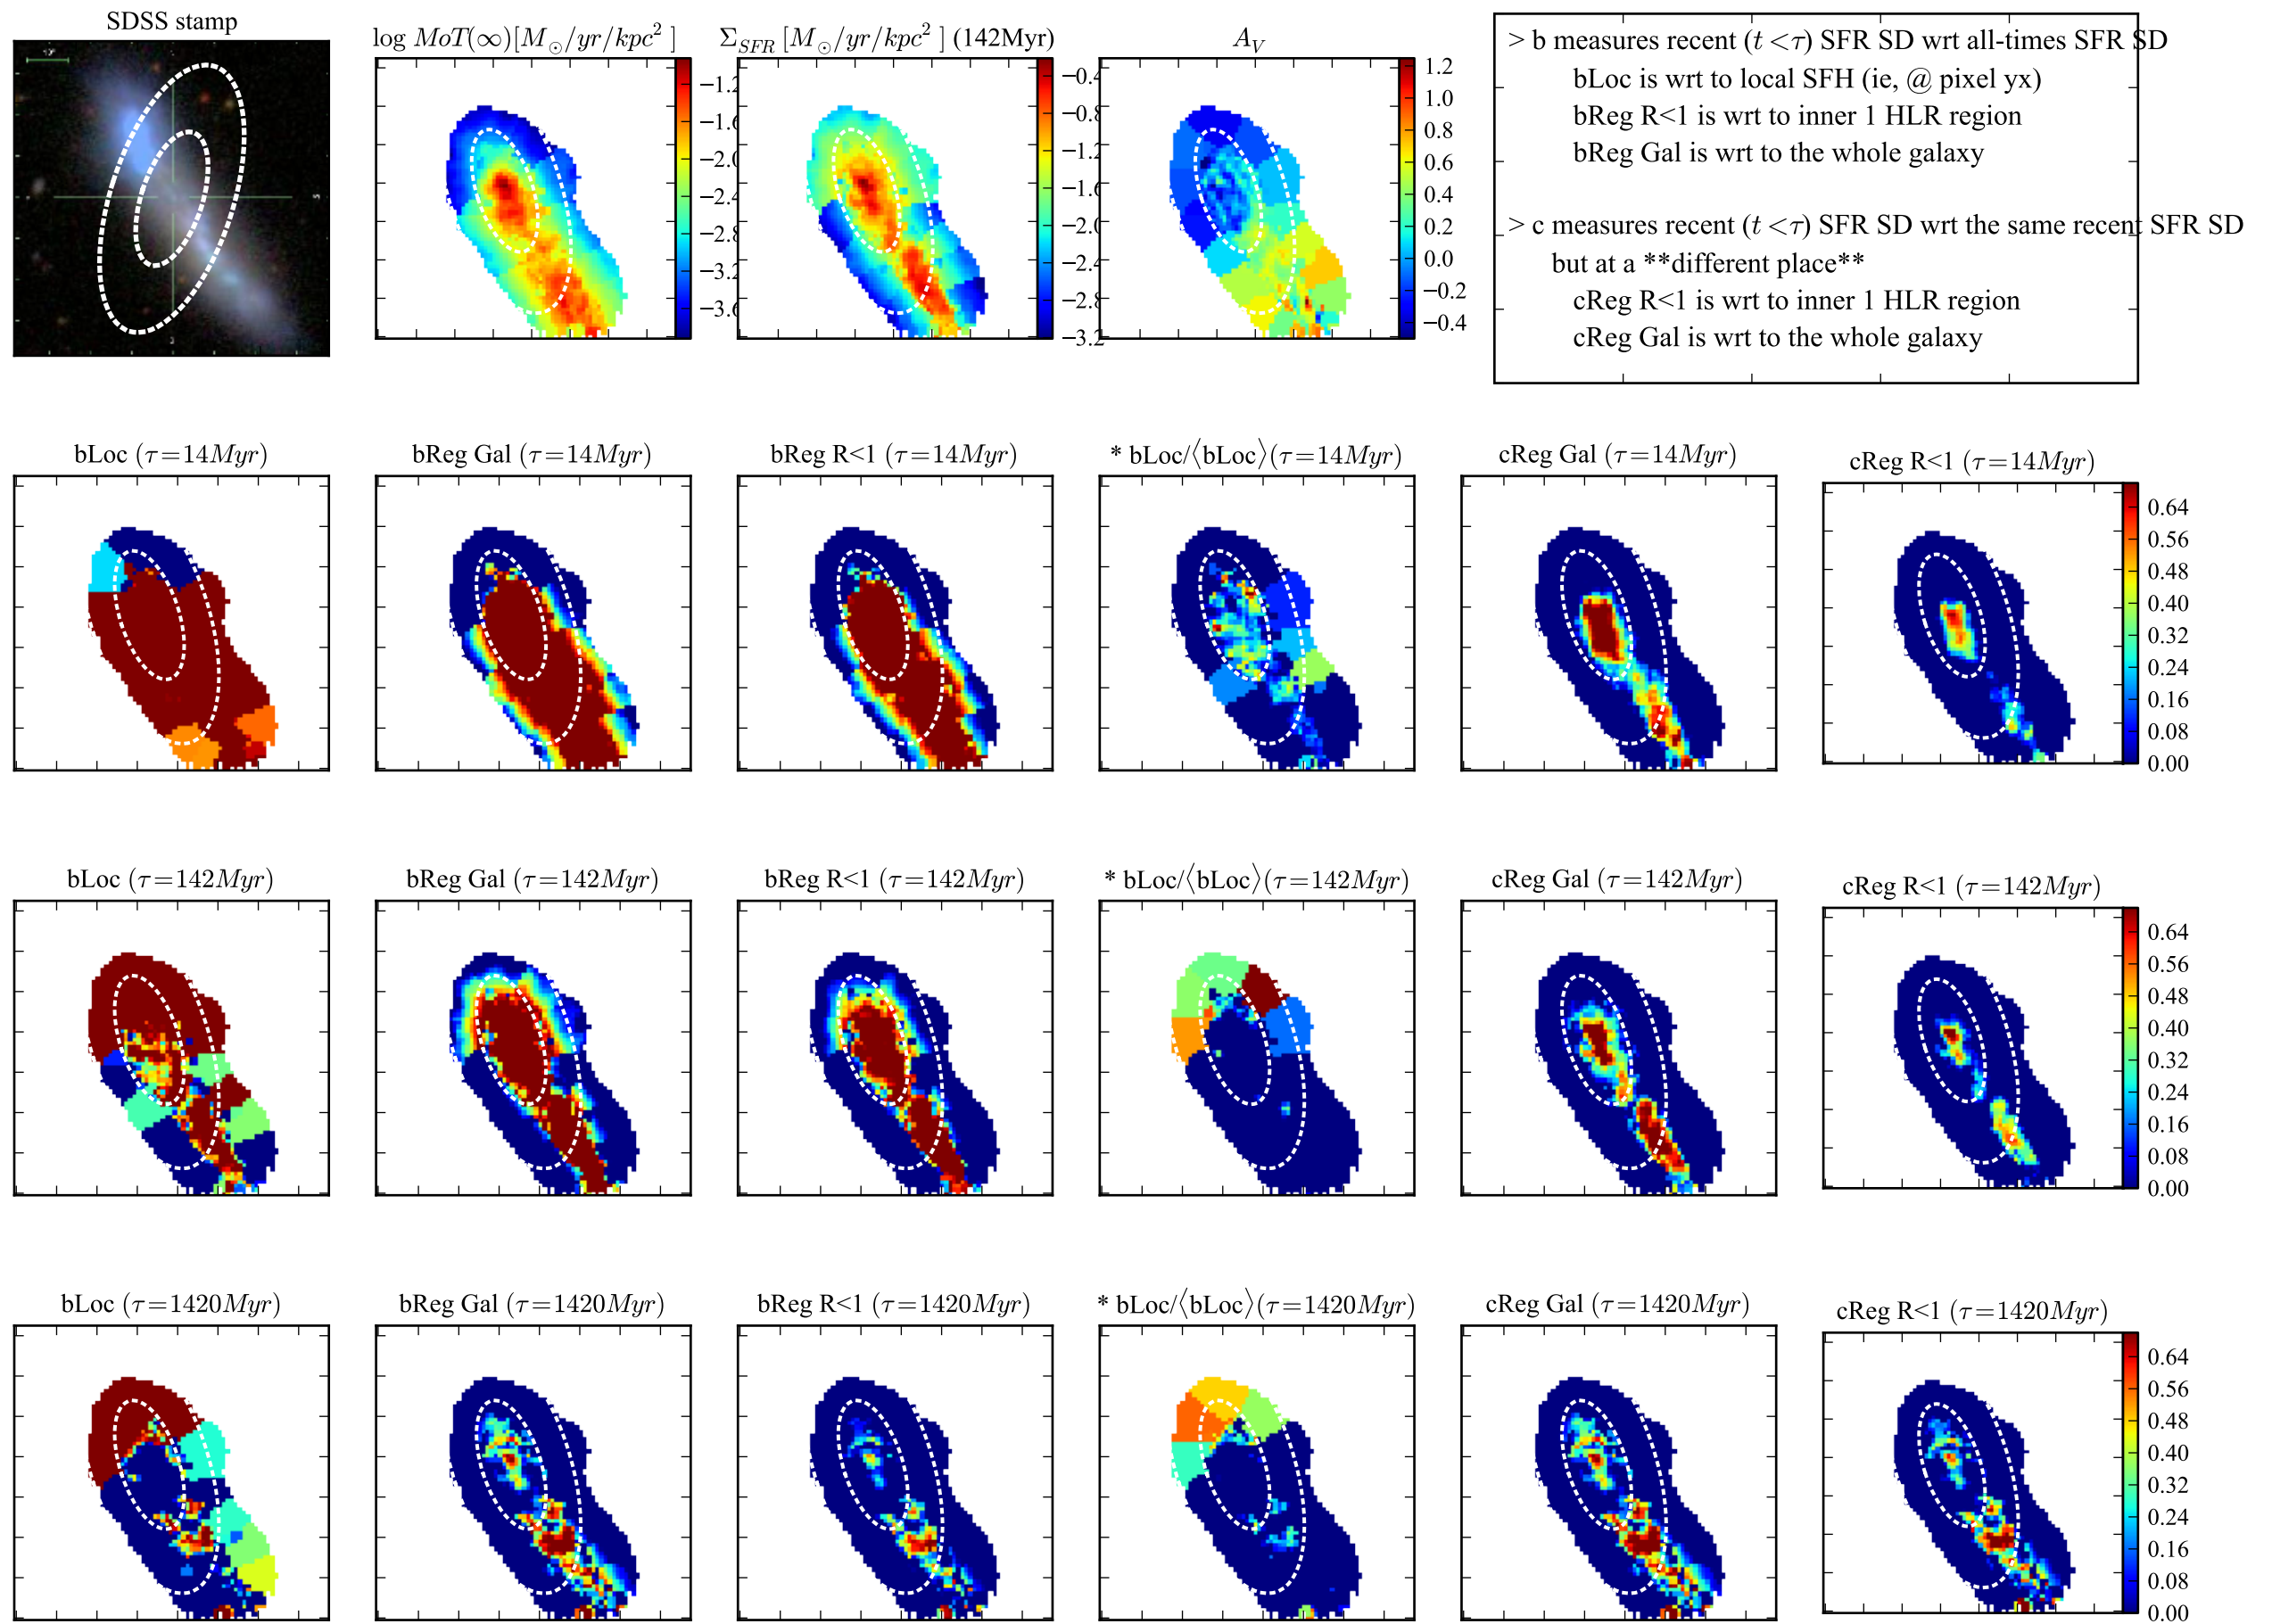 SDSS stamp
log MoT(∞)[M⊙/yr/kpc² ]
Σ_SFR [M⊙/yr/kpc² ] (142Myr)
A_V
−1.2
−1.6
−2.0
−2.4
−2.8
−3.2
−3.6
−0.4
−0.8
−1.2
−1.6
−2.0
−2.4
−2.8
−3.2
1.2
1.0
0.8
0.6
0.4
0.2
0.0
−0.2
−0.4
> b measures recent (t <τ) SFR SD wrt all-times SFR SD
bLoc is wrt to local SFH (ie, @ pixel yx)
bReg R<1 is wrt to inner 1 HLR region
bReg Gal is wrt to the whole galaxy
> c measures recent (t <τ) SFR SD wrt the same recent SFR SD
but at a **different place**
cReg R<1 is wrt to inner 1 HLR region
cReg Gal is wrt to the whole galaxy
bLoc (τ=14Myr)
bReg Gal (τ=14Myr)
bReg R<1 (τ=14Myr)
* bLoc/⟨bLoc⟩(τ=14Myr)
cReg Gal (τ=14Myr)
cReg R<1 (τ=14Myr)
0.64
0.56
0.48
0.40
0.32
0.24
0.16
0.08
0.00
bLoc (τ=142Myr)
bReg Gal (τ=142Myr)
bReg R<1 (τ=142Myr)
* bLoc/⟨bLoc⟩(τ=142Myr)
cReg Gal (τ=142Myr)
cReg R<1 (τ=142Myr)
0.64
0.56
0.48
0.40
0.32
0.24
0.16
0.08
0.00
bLoc (τ=1420Myr)
bReg Gal (τ=1420Myr)
bReg R<1 (τ=1420Myr)
* bLoc/⟨bLoc⟩(τ=1420Myr)
cReg Gal (τ=1420Myr)
cReg R<1 (τ=1420Myr)
0.64
0.56
0.48
0.40
0.32
0.24
0.16
0.08
0.00